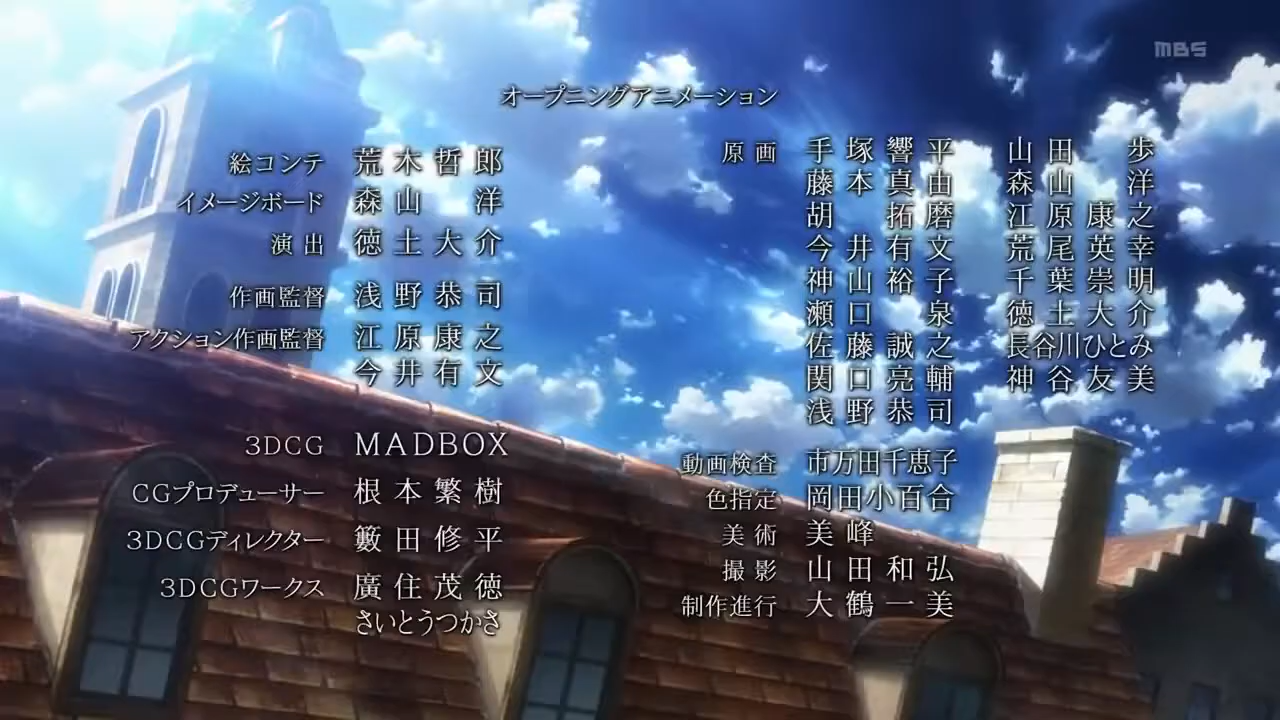 MBS
オープニングアニメーション
絵コンテ 荒木哲郎
イメージボード 森山 洋
演出 徳土大介
作画監督 浅野恭司
アクション作画監督 江原康之
今井有文
3DCG MADBOX
CGプロデューサー 根本繁樹
3DCGディレクター 籔田修平
3DCGワークス 廣住茂徳
さいとうつかさ
原画 手塚響平 山田 歩
藤本真由 森山 洋
胡 拓磨 江原康之
今井有文 荒尾英幸
神山裕子 千葉崇明
瀬口 泉 徳土大介
佐藤誠之 長谷川ひとみ
関口亮輔 神谷友美
浅野恭司
動画検査 市万田千恵子
色指定 岡田小百合
美術 美峰
撮影 山田和弘
制作進行 大鶴一美